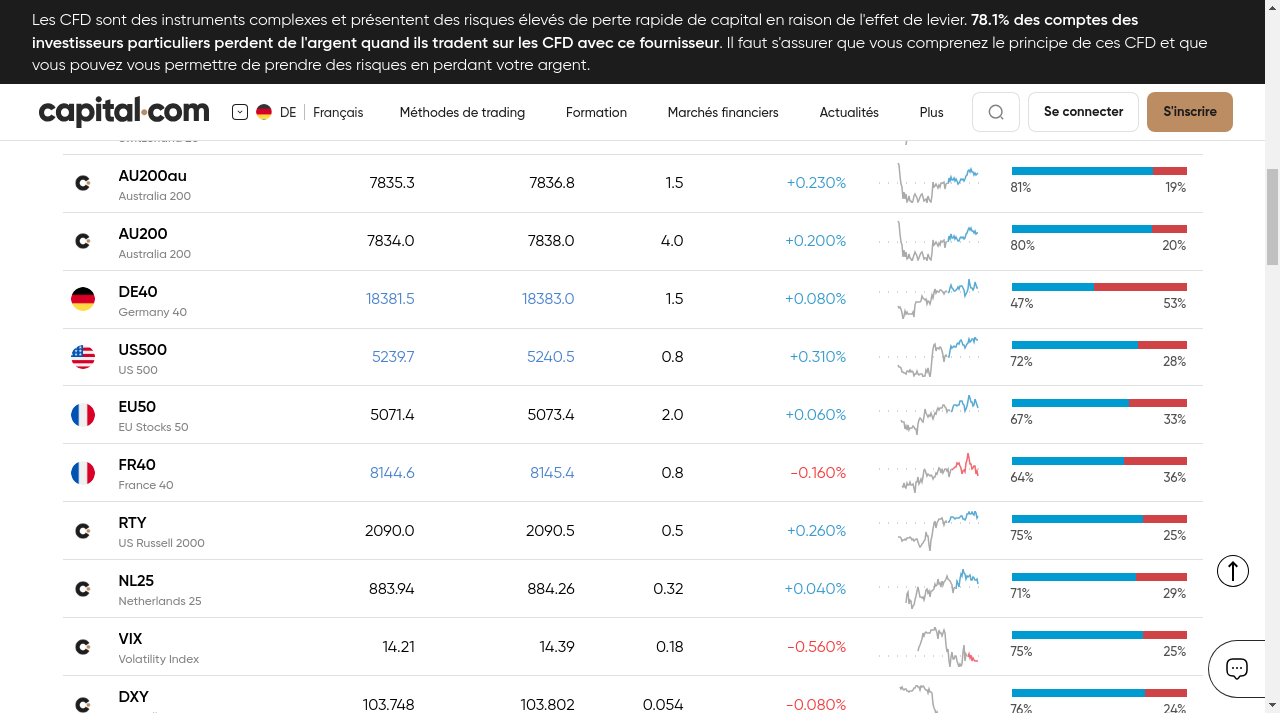 Les CFD sont des instruments complexes et présentent des risques élevés de perte rapide de capital en raison de l'effet de levier. 78.1% des comptes des
investisseurs particuliers perdent de l'argent quand ils tradent sur les CFD avec ce fournisseur. Il faut s'assurer que vous comprenez le principe de ces CFD et que
vous pouvez vous permettre de prendre des risques en perdant votre argent.
capital.com DE Français Méthodes de trading Formation Marchés financiers Actualités Plus Se connecter S'inscrire
AU200au 7835.3 7836.8 1.5 +0.230% 81% 19%
Australia 200
AU200 7834.0 7838.0 4.0 +0.200% 80% 20%
Australia 200
DE40 18381.5 18383.0 1.5 +0.080% 47% 53%
Germany 40
US500 5239.7 5240.5 0.8 +0.310% 72% 28%
US 500
EU50 5071.4 5073.4 2.0 +0.060% 67% 33%
EU Stocks 50
FR40 8144.6 8145.4 0.8 -0.160% 64% 36%
France 40
RTY 2090.0 2090.5 0.5 +0.260% 75% 25%
US Russell 2000
NL25 883.94 884.26 0.32 +0.040% 71% 29%
Netherlands 25
VIX 14.21 14.39 0.18 -0.560% 75% 25%
Volatility Index
DXY 103.748 103.802 0.054 -0.080% 76% 24%